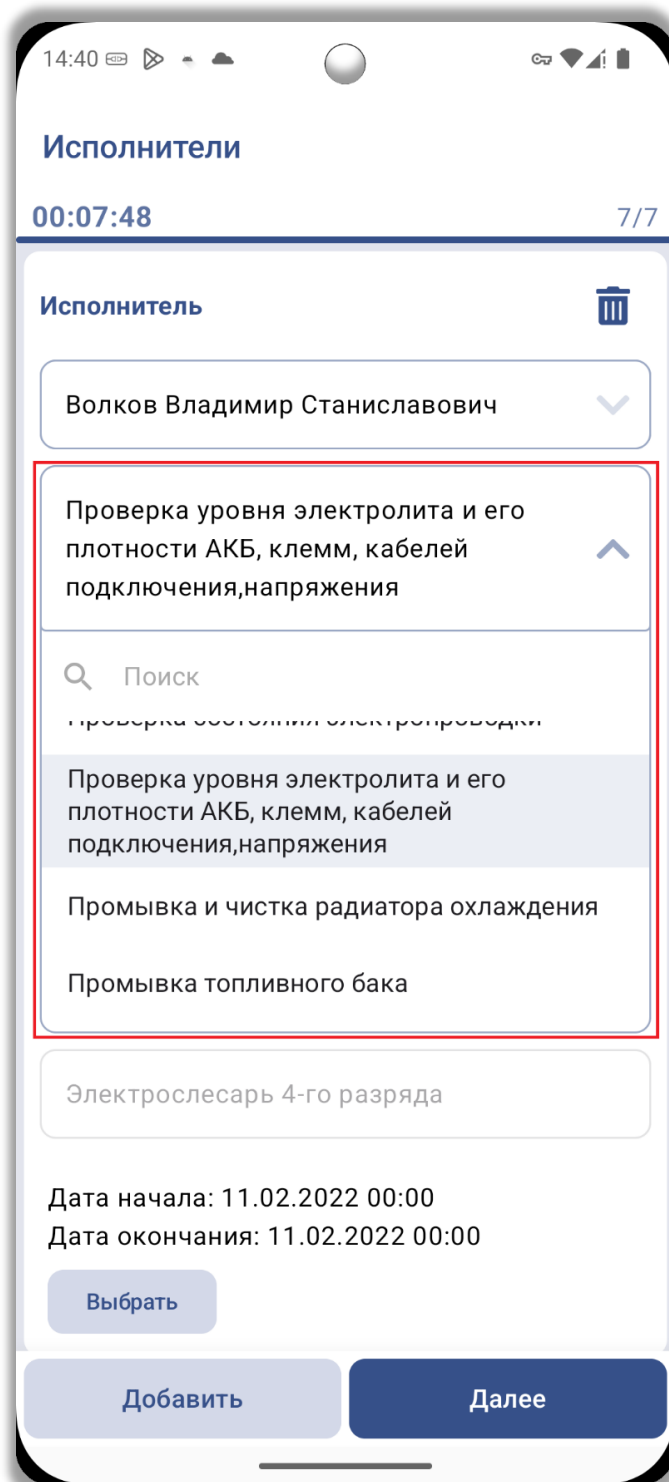 14:40
Исполнители
00:07:48 7/7
Исполнитель
Волков Владимир Станиславович
Проверка уровня электролита и его
плотности АКБ, клемм, кабелей
подключения,напряжения
Поиск
Проверка состояния электропроводки
Проверка уровня электролита и его
плотности АКБ, клемм, кабелей
подключения,напряжения
Промывка и чистка радиатора охлаждения
Промывка топливного бака
Электрослесарь 4-го разряда
Дата начала: 11.02.2022 00:00
Дата окончания: 11.02.2022 00:00
Выбрать
Добавить Далее